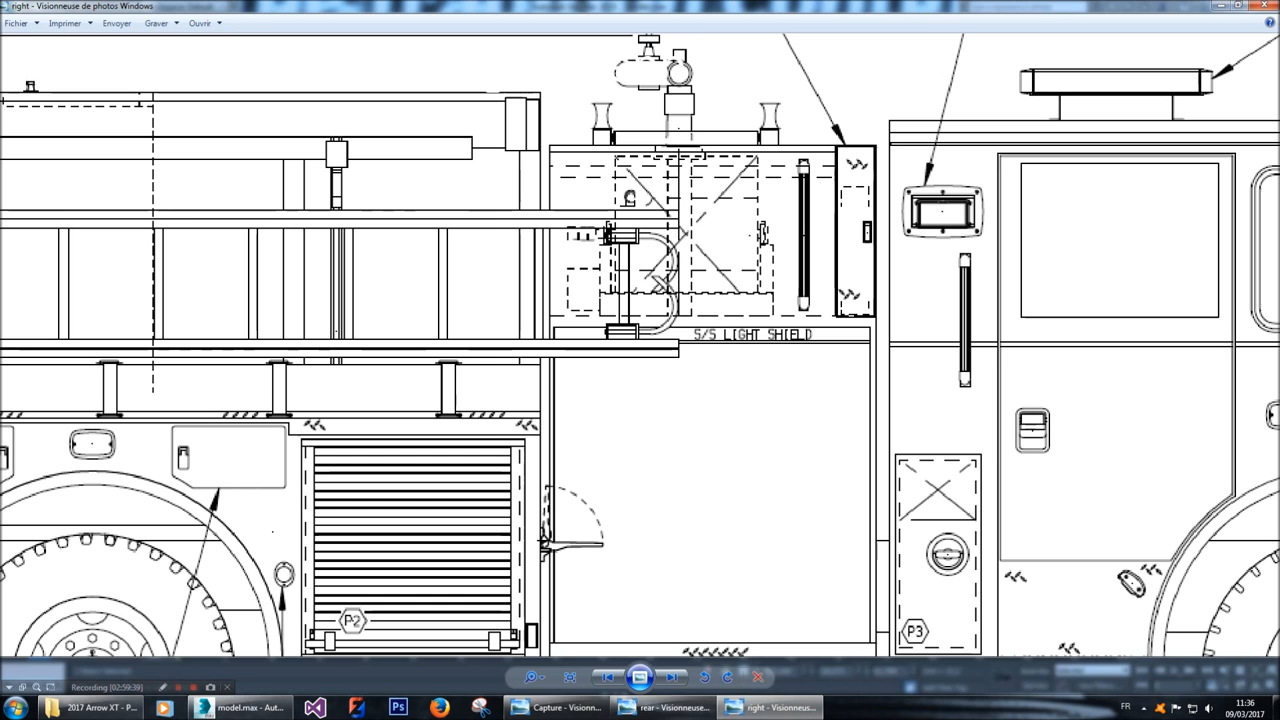 right - Visionneuse de photos Windows
Fichier Imprimer Envoyer Graver Ouvrir
S/S LIGHT SHIELD
P2
P3
Recording [02:59:39]
2017 Arrow XT - P...
model.max - Aut...
Ps
Capture - Visionn...
rear - Visionneuse...
right - Visionneus...
FR
11:36
09/03/2017